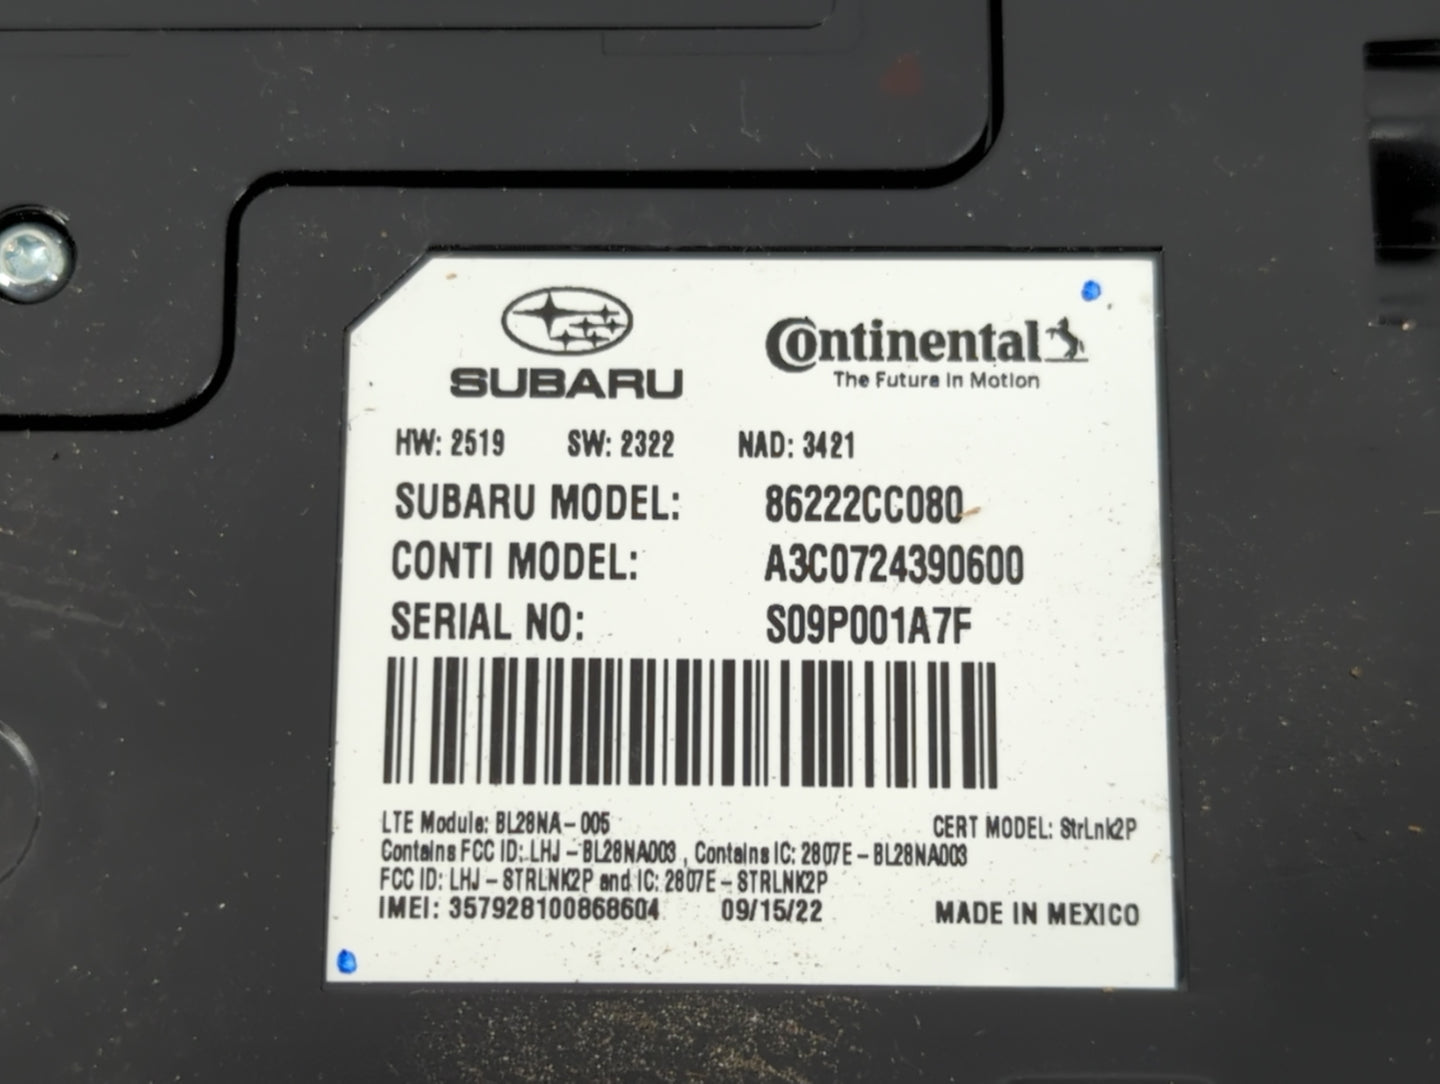 SUBARU
Continental
The Future in Motion
HW: 2519 SW: 2322 NAD: 3421
SUBARU MODEL: 86222CC080
CONTI MODEL: A3C0724390600
SERIAL NO: S09P001A7F
LTE Module: BL28NA-005 CERT MODEL: StrLnk2P
Contains FCC ID: LHJ-BL28NA003, Contains IC: 2807E-BL28NA003
FCC ID: LHJ-STRLNK2P and IC: 2807E-STRLNK2P
IMEI: 357928100868604 09/15/22 MADE IN MEXICO